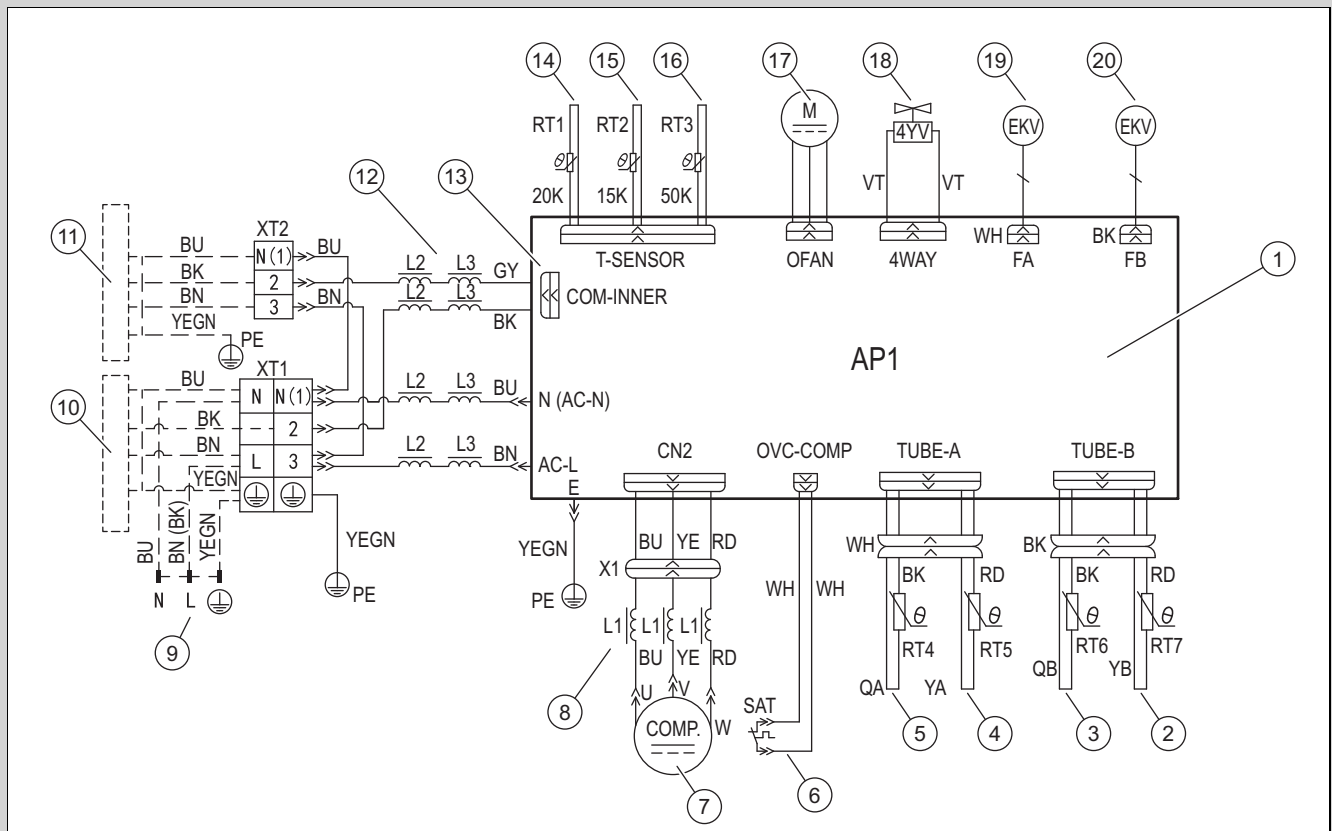 14 15 16 17 18 19 20
RT1 RT2 RT3 M 4YV EKV EKV
θ θ θ
20K 15K 50K VT VT
12 13
11
XT2
BU N(1) BU
BK 2
BN 3 BN
YEGN
PE
L2 L3 GY
L2 L3
BK
T-SENSOR OFAN 4WAY WH FA BK FB
COM-INNER
1
AP1
10
XT1
BU N N(1)
BK 2
BN L 3
YEGN
L2 L3 BU N (AC-N)
L2 L3 BN AC-L
E
CN2 OVC-COMP TUBE-A TUBE-B
BU BN (BK) YEGN
N L
9
YEGN
PE
YEGN
PE
BU YE RD
X1
L1 L1 L1
BU YE RD
U V W
8
COMP.
7
WH WH
SAT
6
WH
BK RD
θ θ
RT4 RT5
QA YA
5 4
BK
BK RD
θ θ
RT6 RT7
QB YB
3 2